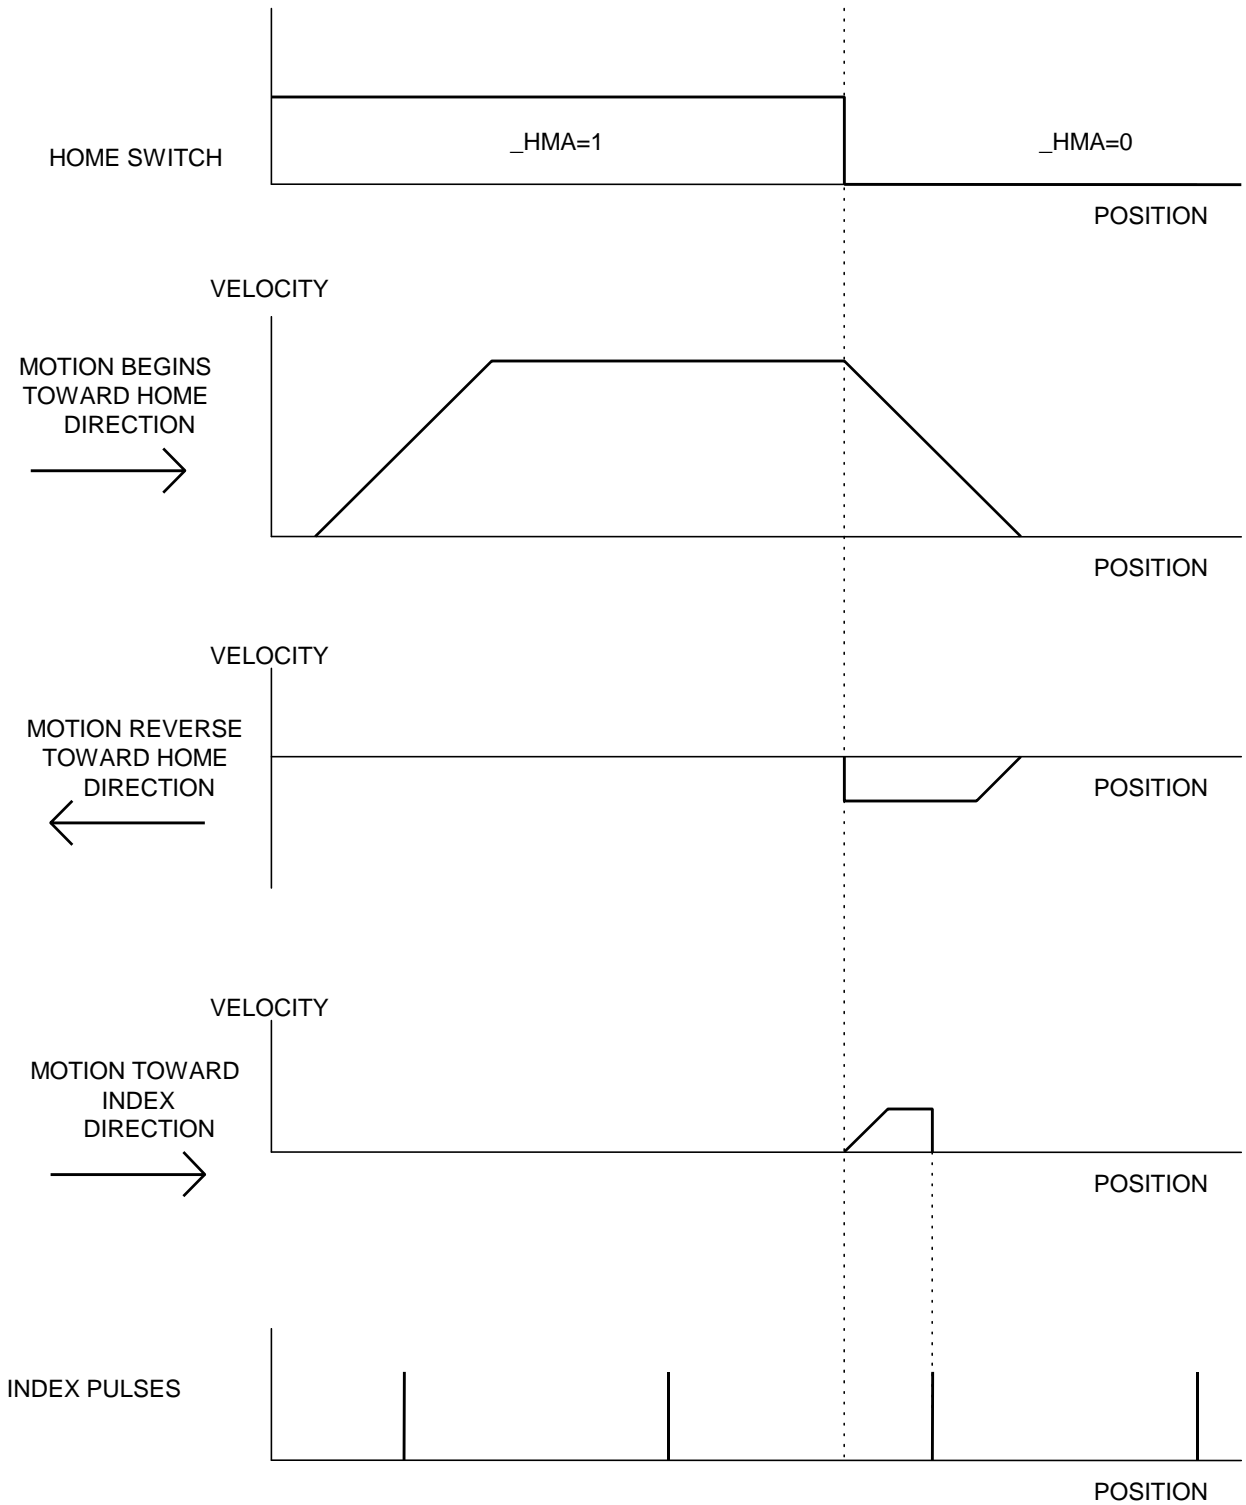 HOME SWITCH
_HMA=1
_HMA=0
POSITION
VELOCITY
MOTION BEGINS
TOWARD HOME
DIRECTION
POSITION
VELOCITY
MOTION REVERSE
TOWARD HOME
DIRECTION
POSITION
VELOCITY
MOTION TOWARD
INDEX
DIRECTION
POSITION
INDEX PULSES
POSITION